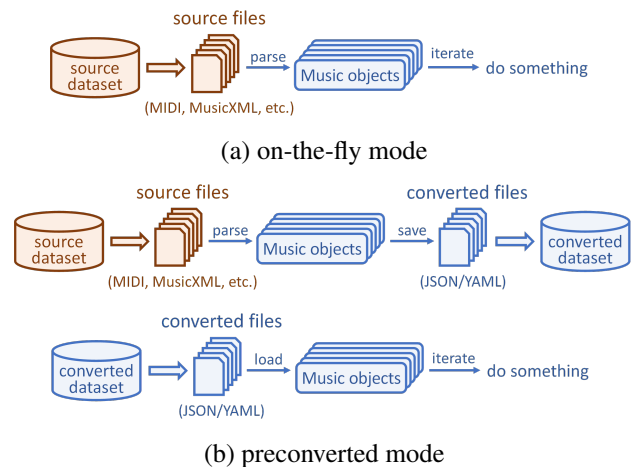 source files
source
dataset
parse
Music objects
iterate
do something
(MIDI, MusicXML, etc.)
(a) on-the-fly mode
source files
converted files
source
dataset
parse
Music objects
save
converted
dataset
(MIDI, MusicXML, etc.)
(JSON/YAML)
converted files
converted
dataset
load
Music objects
iterate
do something
(JSON/YAML)
(b) preconverted mode